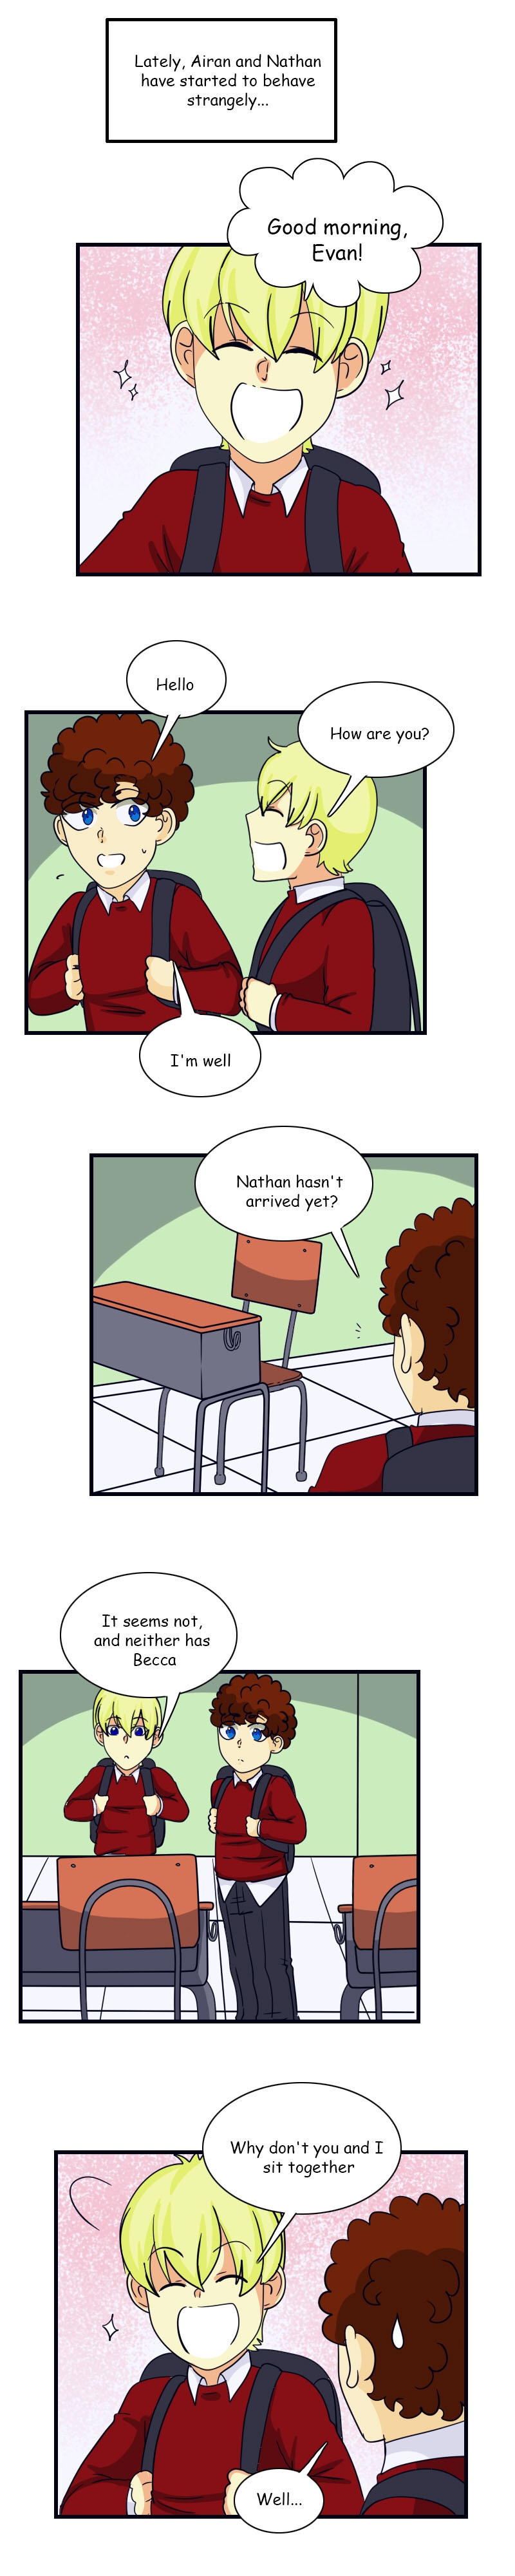 Lately, Airan and Nathan
have started to behave
strangely...
Good morning,
Evan!
Hello
How are you?
I'm well
Nathan hasn't
arrived yet?
It seems not,
and neither has
Becca
Why don't you and I
sit together
Well...